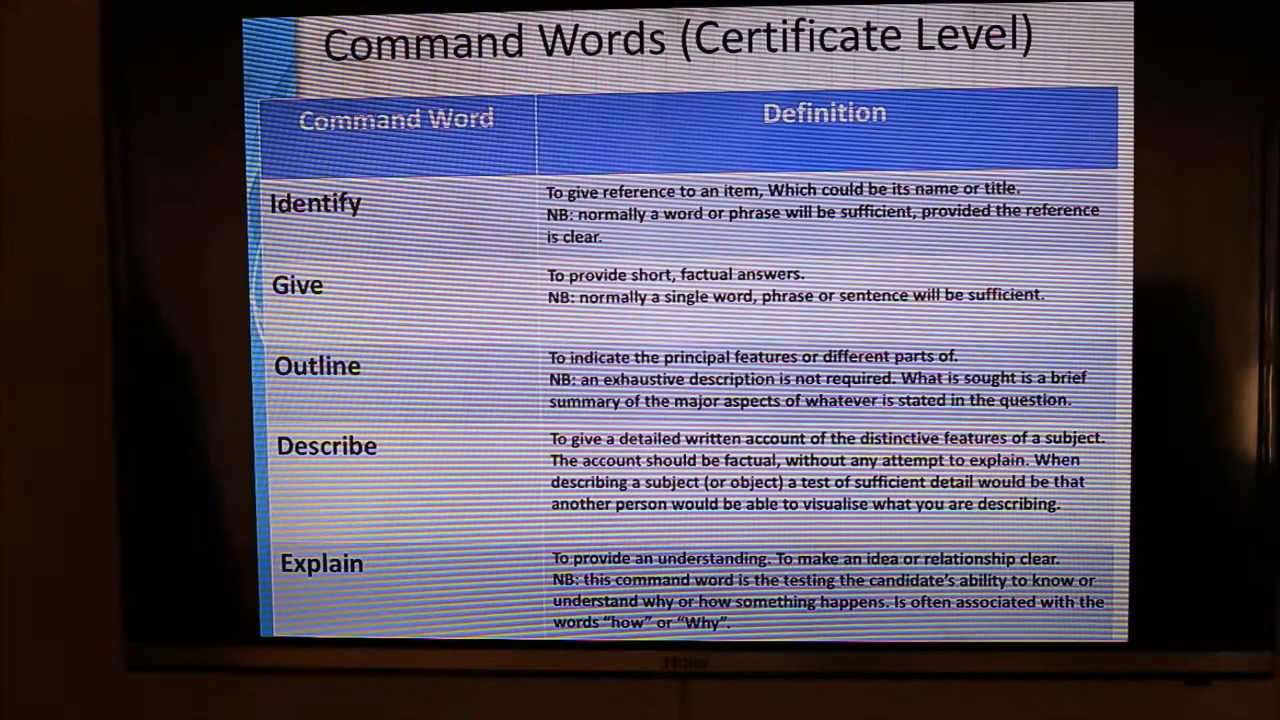 Command Words (Certificate Level)
Command Word
Definition
Identify
To give reference to an item, Which could be its name or title.
NB: normally a word or phrase will be sufficient, provided the reference
is clear.
Give
To provide short, factual answers.
NB: normally a single word, phrase or sentence will be sufficient.
Outline
To indicate the principal features or different parts of.
NB: an exhaustive description is not required. What is sought is a brief
summary of the major aspects of whatever is stated in the question.
Describe
To give a detailed written account of the distinctive features of a subject.
The account should be factual, without any attempt to explain. When
describing a subject (or object) a test of sufficient detail would be that
another person would be able to visualise what you are describing.
Explain
To provide an understanding. To make an idea or relationship clear.
NB: this command word is the testing the candidate's ability to know or
understand why or how something happens. Is often associated with the
words "how" or "Why".
Haier